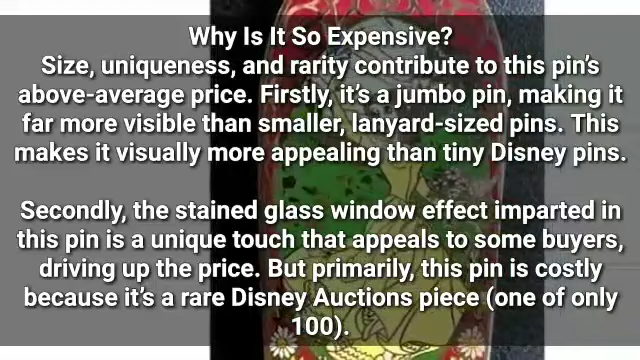 Why Is It So Expensive?
Size, uniqueness, and rarity contribute to this pin's
above-average price. Firstly, it's a jumbo pin, making it
far more visible than smaller, lanyard-sized pins. This
makes it visually more appealing than tiny Disney pins.
Secondly, the stained glass window effect imparted in
this pin is a unique touch that appeals to some buyers,
driving up the price. But primarily, this pin is costly
because it's a rare Disney Auctions piece (one of only
100).